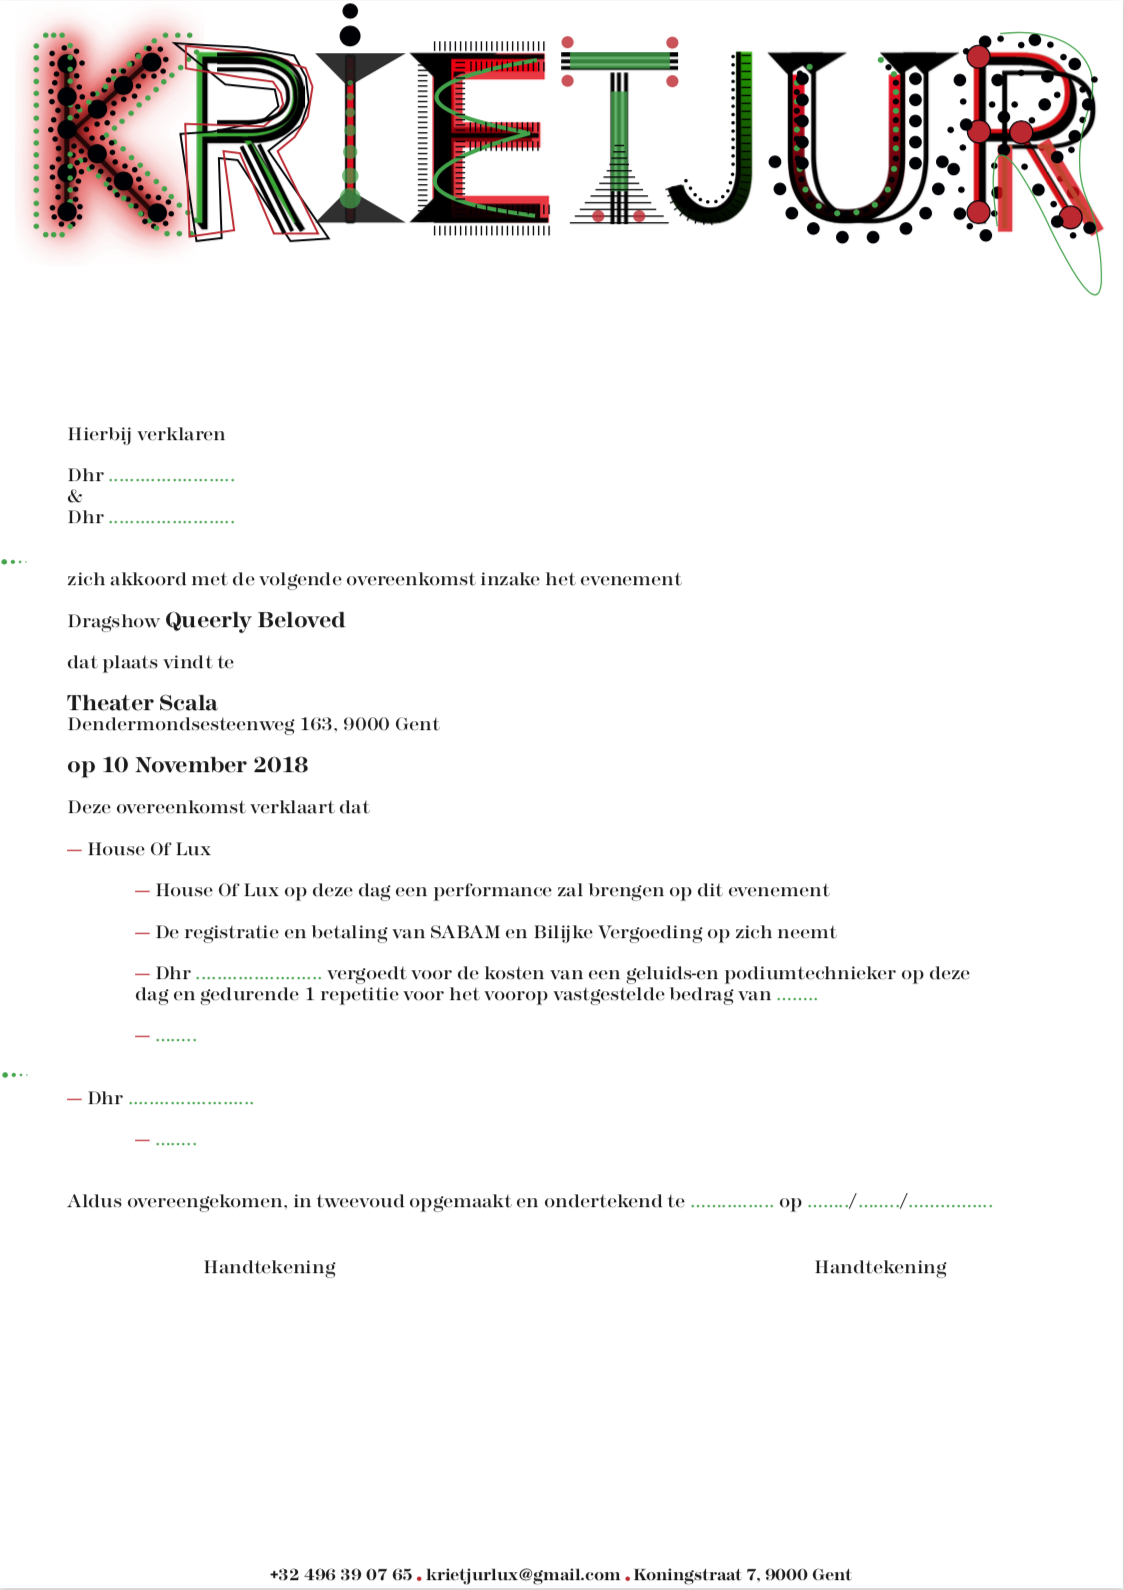 KRIETJUR
Hierbij verklaren
Dhr ........................
&
Dhr ........................
zich akkoord met de volgende overeenkomst inzake het evenement
Dragshow Queerly Beloved
dat plaats vindt te
Theater Scala
Dendermondsesteenweg 163, 9000 Gent
op 10 November 2018
Deze overeenkomst verklaart dat
— House Of Lux
— House Of Lux op deze dag een performance zal brengen op dit evenement
— De registratie en betaling van SABAM en Bilijke Vergoeding op zich neemt
— Dhr ........................ vergoedt voor de kosten van een geluids-en podiumtechnieker op deze
dag en gedurende 1 repetitie voor het voorop vastgestelde bedrag van ........
— ........
— Dhr ........................
— ........
Aldus overeengekomen, in tweevoud opgemaakt en ondertekend te ................ op ......../......../................
Handtekening Handtekening
+32 496 39 07 65 . krietjurlux@gmail.com . Koningstraat 7, 9000 Gent